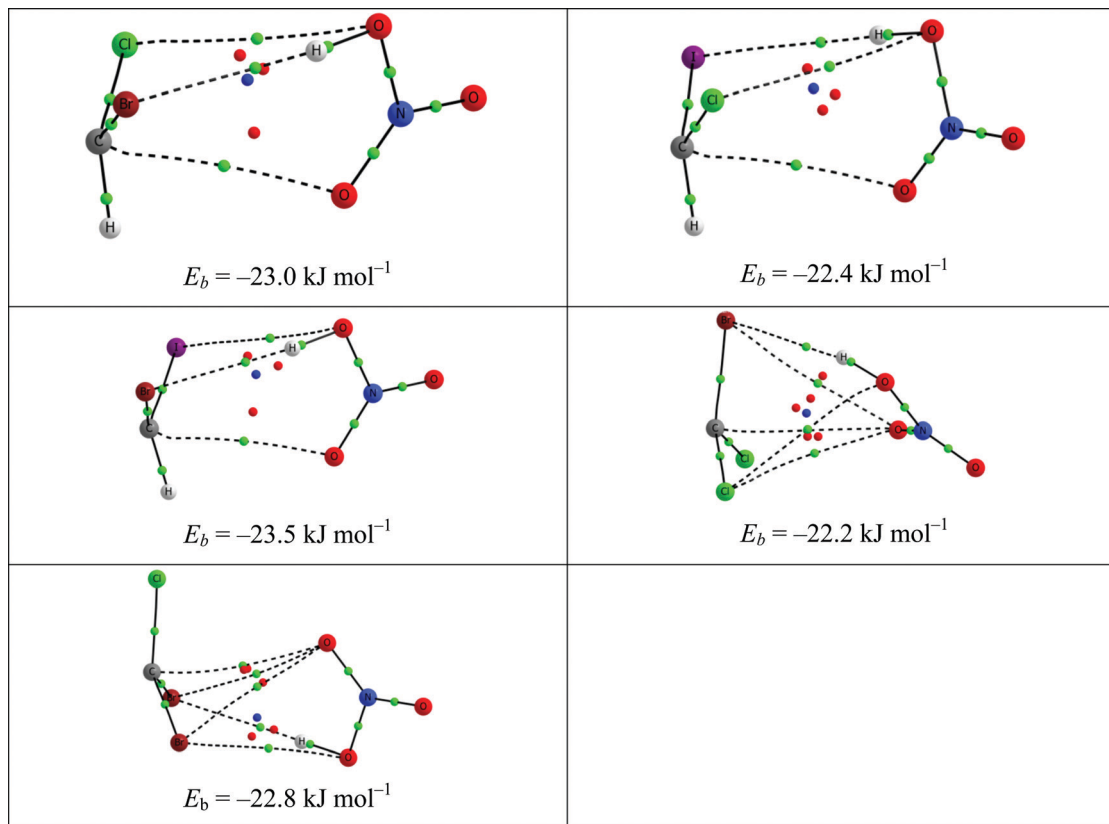 Cl
O
H
Br
O
N
C
O
H
E_b = –23.0 kJ mol⁻¹
I
H
O
Cl
N
O
C
O
H
E_b = –22.4 kJ mol⁻¹
I
O
H
Br
O
N
C
O
H
E_b = –23.5 kJ mol⁻¹
Br
H
O
C
O
N
Cl
O
Cl
E_b = –22.2 kJ mol⁻¹
Cl
O
C
Br
N
O
Br
H
O
E_b = –22.8 kJ mol⁻¹